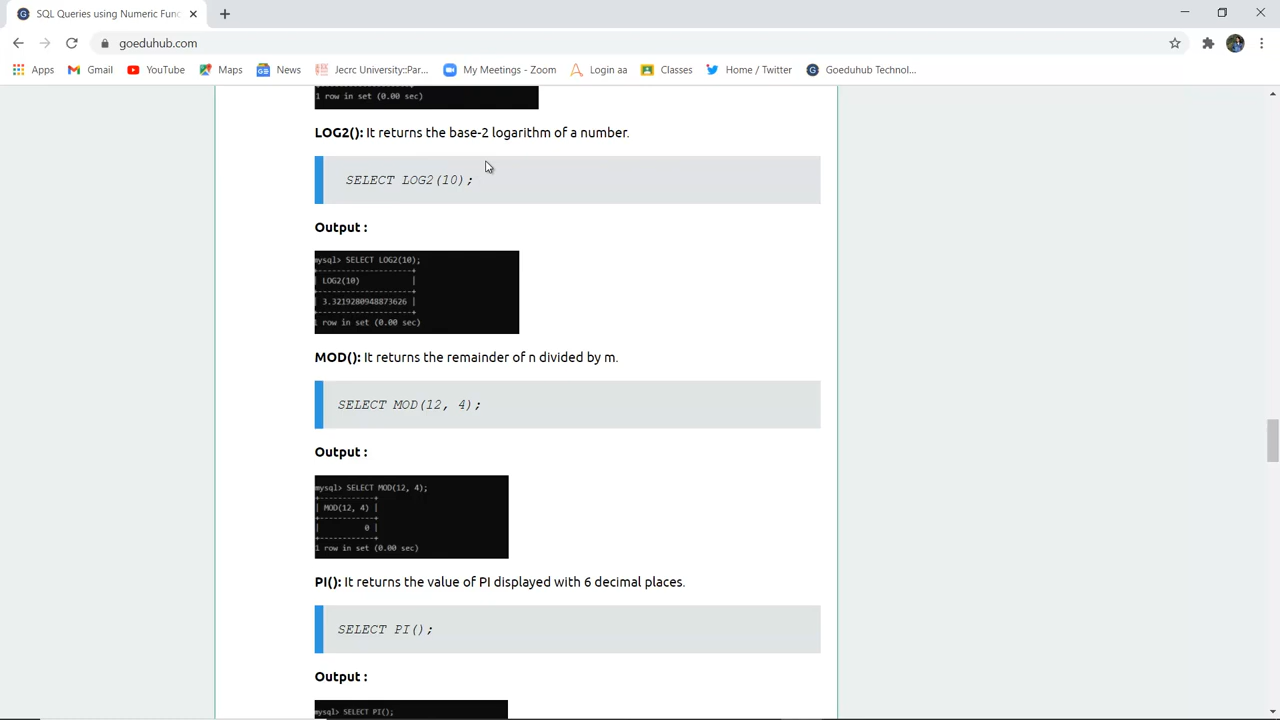 SQL Queries using Numeric Func
goeduhub.com
Apps Gmail YouTube Maps News Jecrc University::Par... My Meetings - Zoom Login aa Classes Home / Twitter Goeduhub Technol...
1 row in set (0.00 sec)
LOG2(): It returns the base-2 logarithm of a number.
SELECT LOG2(10);
Output :
mysql> SELECT LOG2(10);
+--------------------+
| LOG2(10) |
+--------------------+
| 3.3219280948873626 |
+--------------------+
1 row in set (0.00 sec)
MOD(): It returns the remainder of n divided by m.
SELECT MOD(12, 4);
Output :
mysql> SELECT MOD(12, 4);
+------------+
| MOD(12, 4) |
+------------+
| 0 |
+------------+
1 row in set (0.00 sec)
PI(): It returns the value of PI displayed with 6 decimal places.
SELECT PI();
Output :
mysql> SELECT PI();